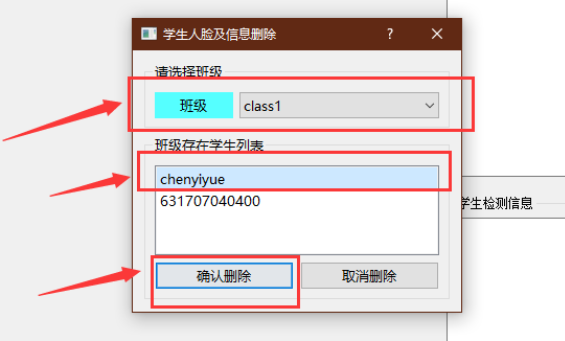 学生人脸及信息删除
请选择班级
班级 class1
班级存在学生列表
chenyiyue
631707040400
学生检测信息
确认删除 取消删除